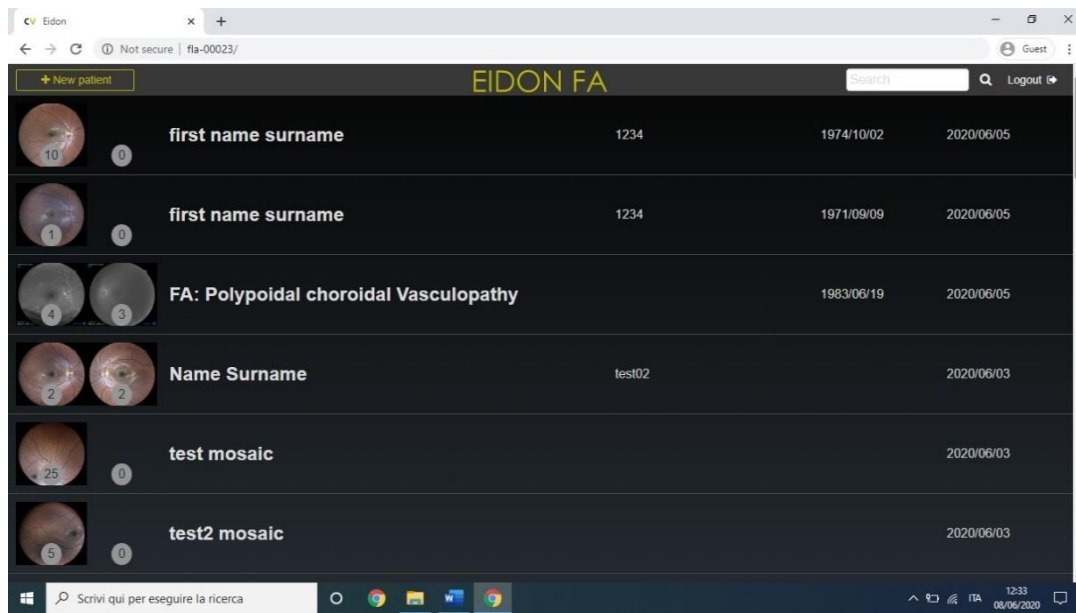 CV Eidon
Not secure | fla-00023/
Guest
+ New patient
EIDON FA
Search
Logout
10 0 first name surname 1234 1974/10/02 2020/06/05
1 0 first name surname 1234 1971/09/09 2020/06/05
4 3 FA: Polypoidal choroidal Vasculopathy 1983/06/19 2020/06/05
2 2 Name Surname test02 2020/06/03
25 0 test mosaic 2020/06/03
5 0 test2 mosaic 2020/06/03
Scrivi qui per eseguire la ricerca
W
ITA
12:33
08/06/2020